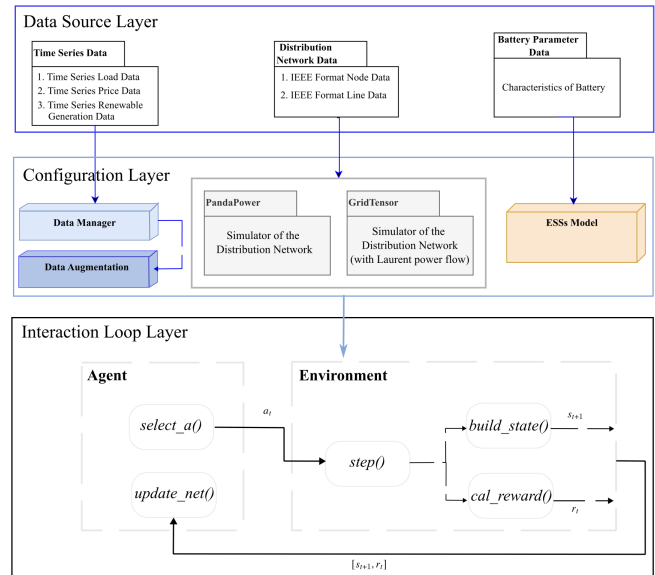 Data Source Layer
Time Series Data
1. Time Series Load Data
2. Time Series Price Data
3. Time Series Renewable
Generation Data
Distribution
Network Data
1. IEEE Format Node Data
2. IEEE Format Line Data
Battery Parameter
Data
Characteristics of Battery
Configuration Layer
Data Manager
Data Augmentation
PandaPower
Simulator of the
Distribution Network
GridTensor
Simulator of the
Distribution Network
(with Laurent power flow)
ESSs Model
Interaction Loop Layer
Agent
select_a()
update_net()
a_t
Environment
step()
build_state()
s_{t+1}
cal_reward()
r_t
[s_{t+1}, r_t]